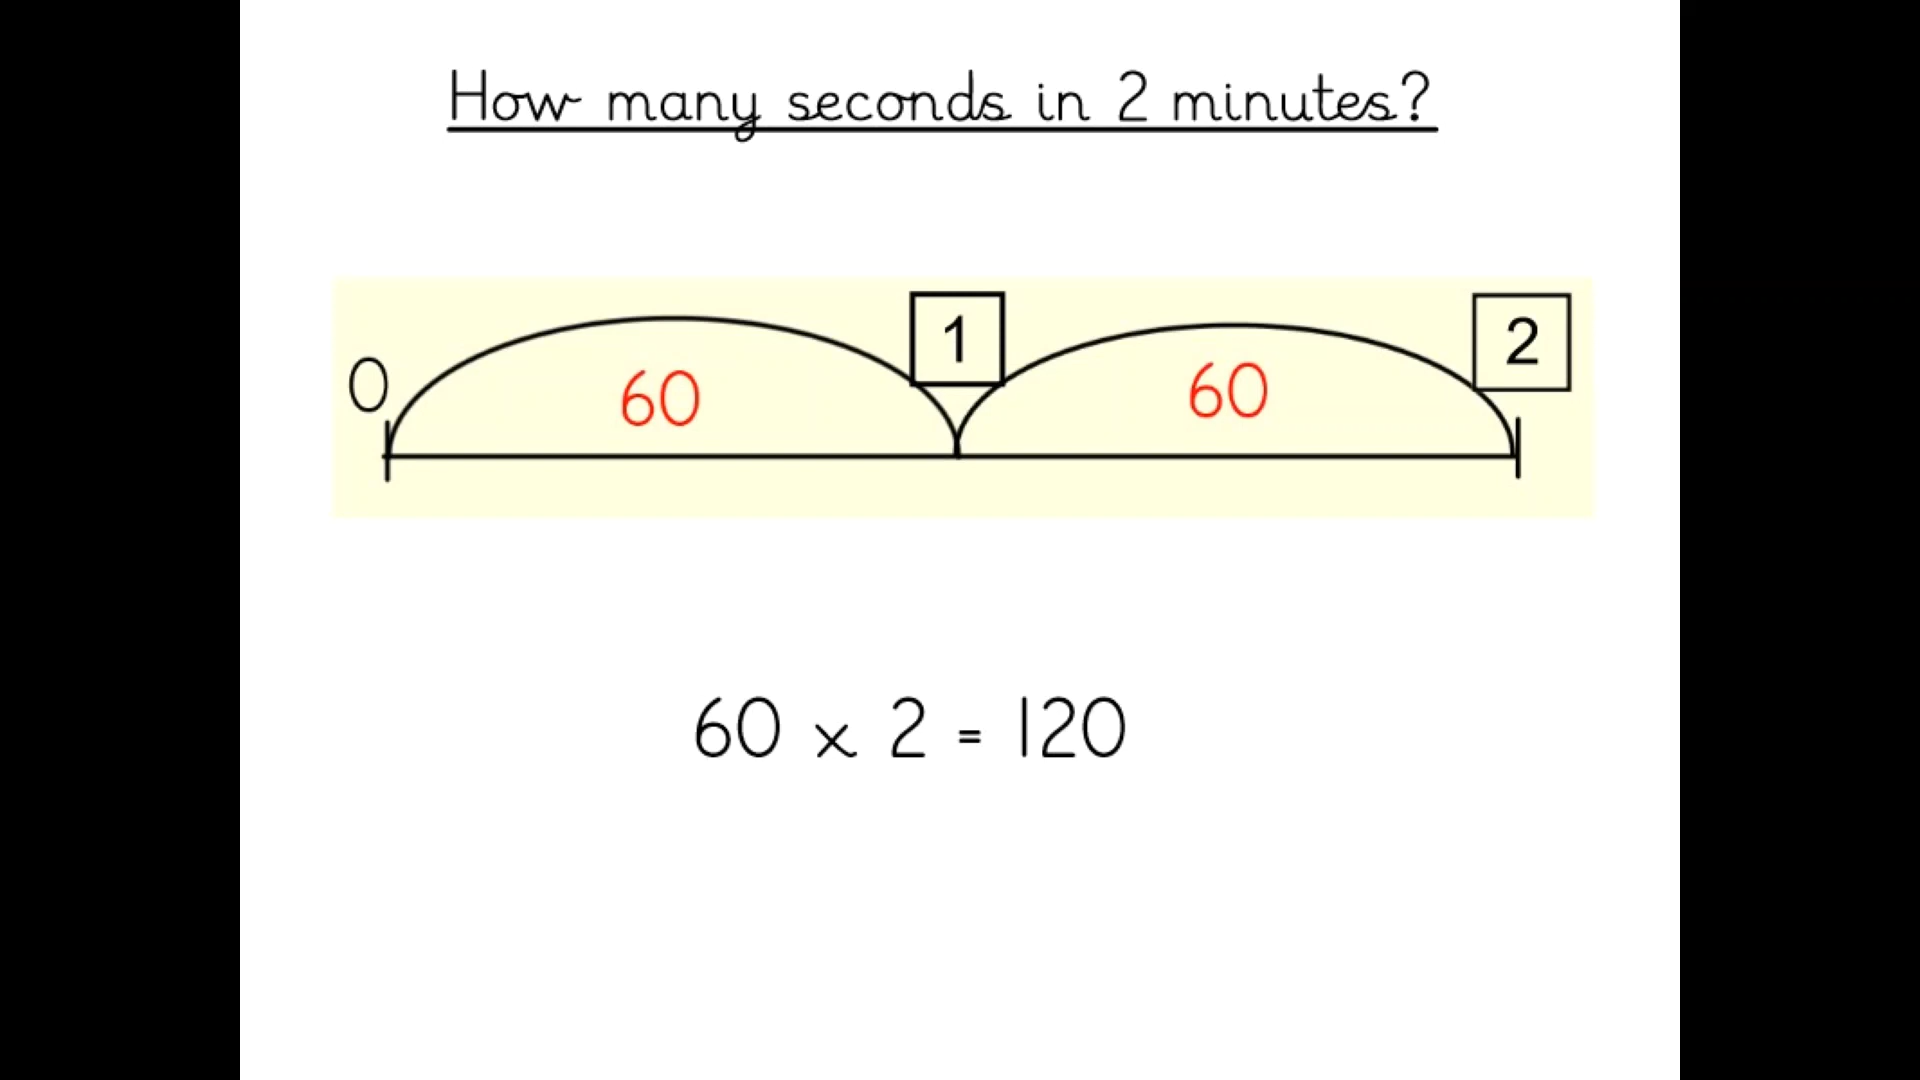 How many seconds in 2 minutes?
0 60 1 60 2
60 x 2 = 120